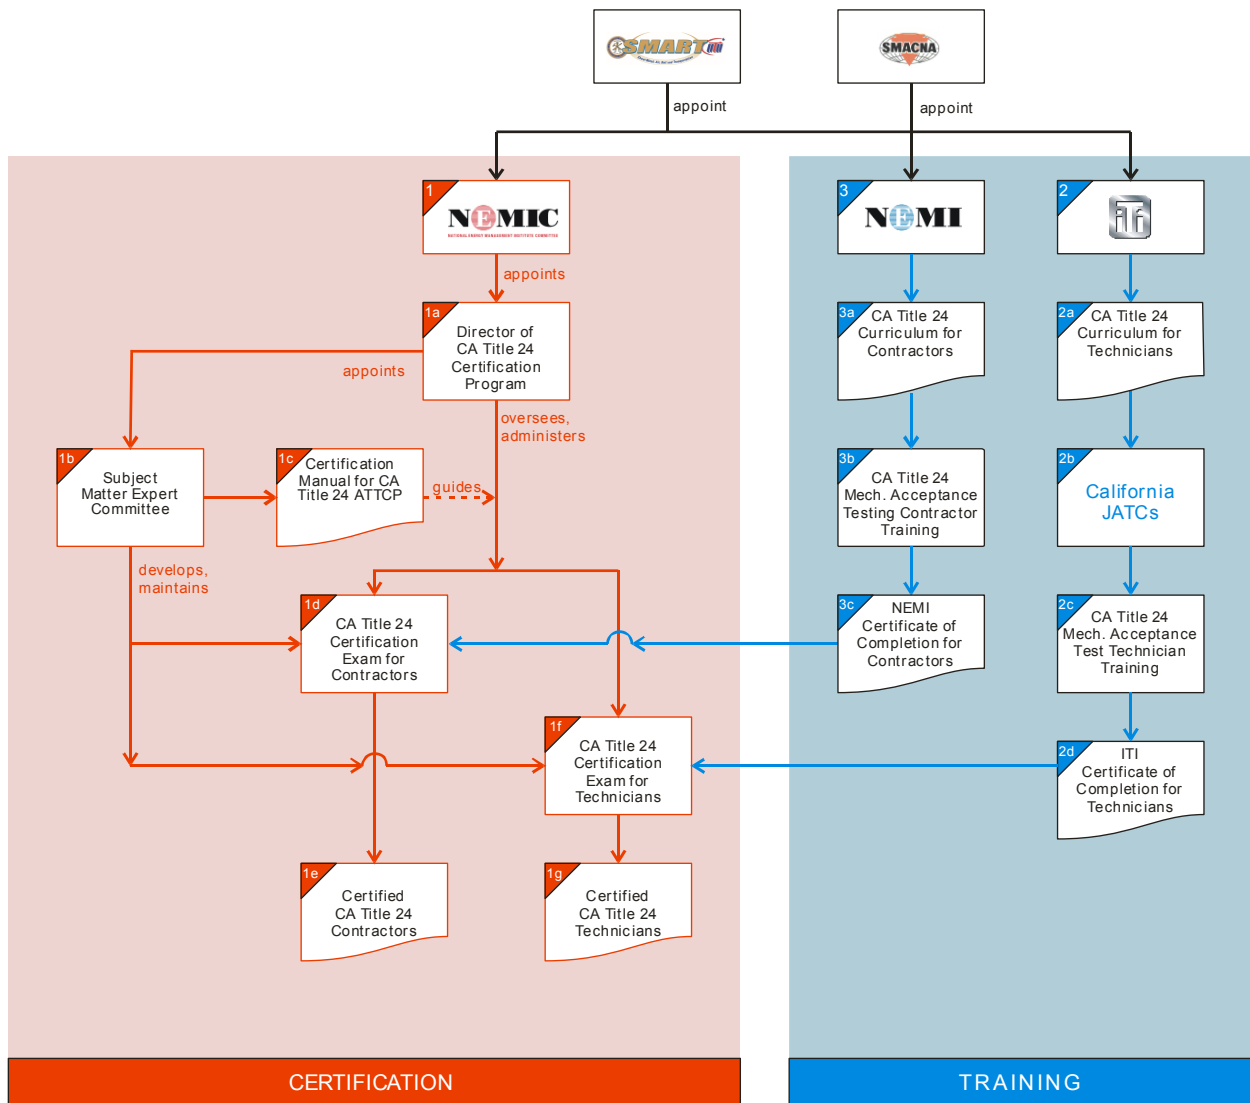 SMART
SMACNA
appoint
appoint
1
NEMIC
NATIONAL ENERGY MANAGEMENT INSTITUTE COMMITTEE
3
NEMI
2
iTi
appoints
1a
Director of
CA Title 24
Certification
Program
3a
CA Title 24
Curriculum for
Contractors
2a
CA Title 24
Curriculum for
Technicians
appoints
oversees,
administers
1b
Subject
Matter Expert
Committee
1c
Certification
Manual for CA
Title 24 ATTCP
guides
3b
CA Title 24
Mech. Acceptance
Testing Contractor
Training
2b
California
JATCs
develops,
maintains
1d
CA Title 24
Certification
Exam for
Contractors
3c
NEMI
Certificate of
Completion for
Contractors
2c
CA Title 24
Mech. Acceptance
Test Technician
Training
1f
CA Title 24
Certification
Exam for
Technicians
2d
ITI
Certificate of
Completion for
Technicians
1e
Certified
CA Title 24
Contractors
1g
Certified
CA Title 24
Technicians
CERTIFICATION
TRAINING